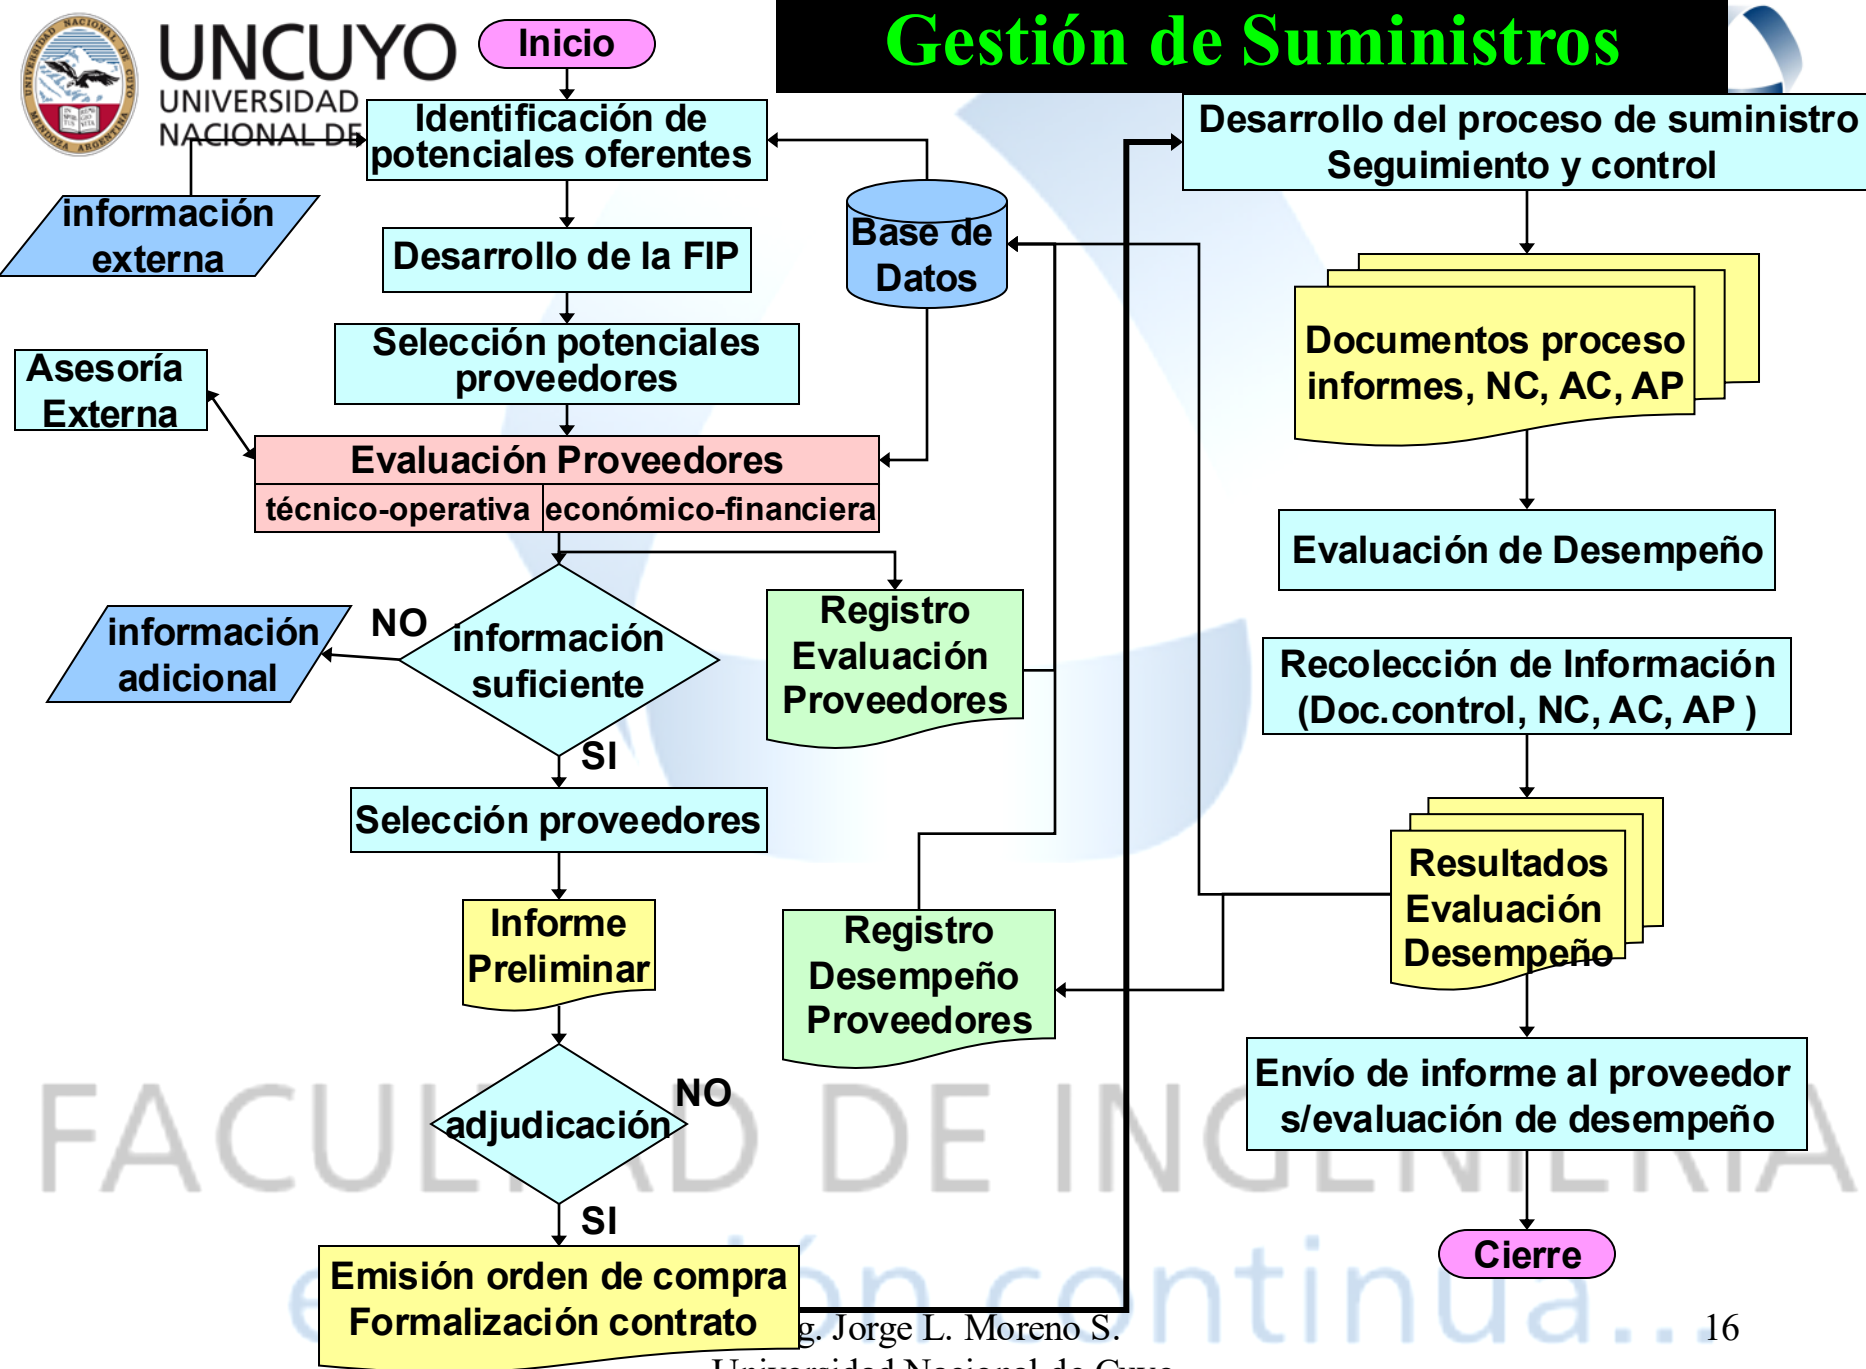 UNCUYO
UNIVERSIDAD
NACIONAL DE
Gestión de Suministros
Inicio
Identificación de
potenciales oferentes
información
externa
Desarrollo de la FIP
Base de
Datos
Selección potenciales
proveedores
Asesoría
Externa
Evaluación Proveedores
técnico-operativa
económico-financiera
información
suficiente
NO
información
adicional
SI
Registro
Evaluación
Proveedores
Selección proveedores
Informe
Preliminar
Registro
Desempeño
Proveedores
adjudicación
NO
SI
Emisión orden de compra
Formalización contrato
Desarrollo del proceso de suministro
Seguimiento y control
Documentos proceso
informes, NC, AC, AP
Evaluación de Desempeño
Recolección de Información
(Doc.control, NC, AC, AP )
Resultados
Evaluación
Desempeño
Envío de informe al proveedor
s/evaluación de desempeño
Cierre
FACULTAD DE INGENIERIA
continua...
g. Jorge L. Moreno S.
Universidad Nacional de Cuyo
16